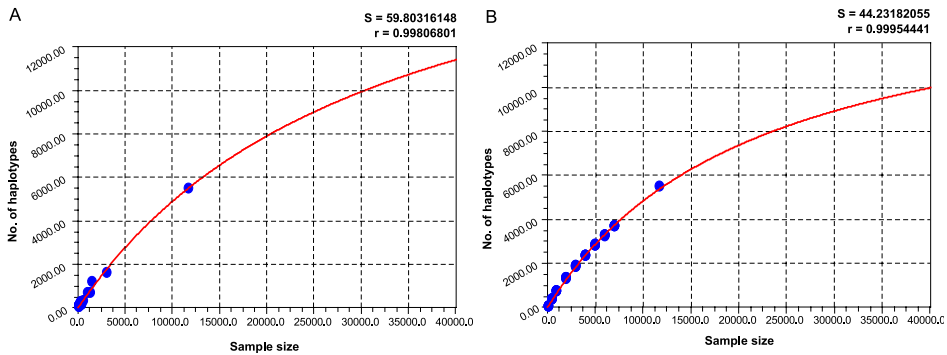 A
S = 59.80316148
r = 0.99806801
No. of haplotypes
12000.00
10000.00
8000.00
6000.00
4000.00
2000.00
0.00
0.0 5000.0 10000.0 15000.0 20000.0 25000.0 30000.0 35000.0 40000.0
Sample size
B
S = 44.23182055
r = 0.99954441
No. of haplotypes
12000.00
10000.00
8000.00
6000.00
4000.00
2000.00
0.00
0.0 5000.0 10000.0 15000.0 20000.0 25000.0 30000.0 35000.0 40000.0
Sample size